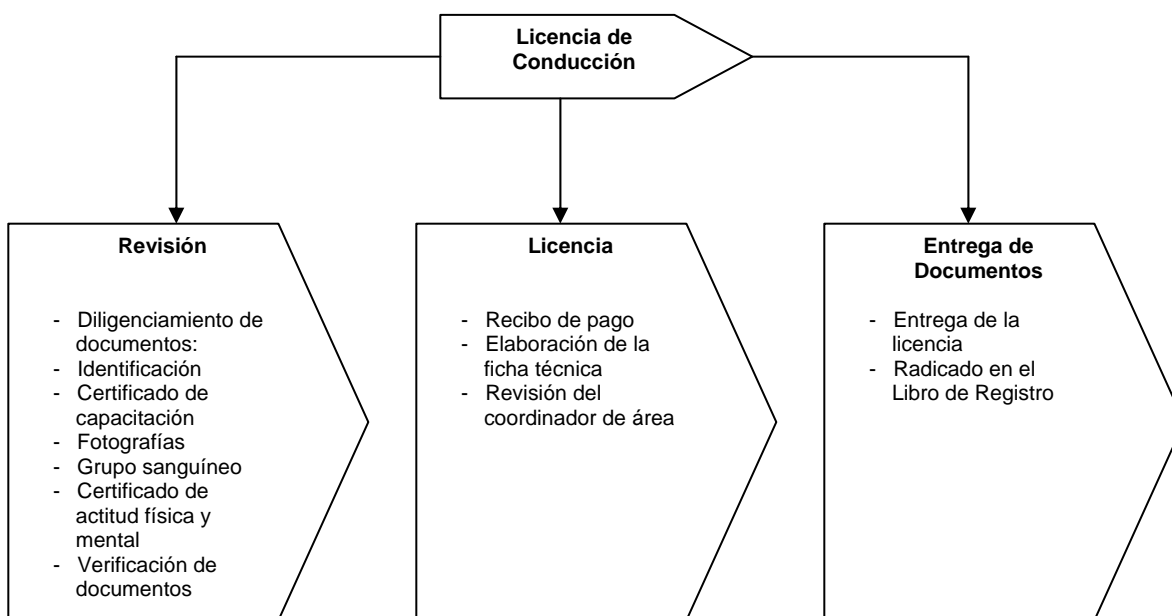 Licencia de
Conducción
Revisión
- Diligenciamiento de
documentos:
- Identificación
- Certificado de
capacitación
- Fotografías
- Grupo sanguíneo
- Certificado de
actitud física y
mental
- Verificación de
documentos
Licencia
- Recibo de pago
- Elaboración de la
ficha técnica
- Revisión del
coordinador de área
Entrega de
Documentos
- Entrega de la
licencia
- Radicado en el
Libro de Registro